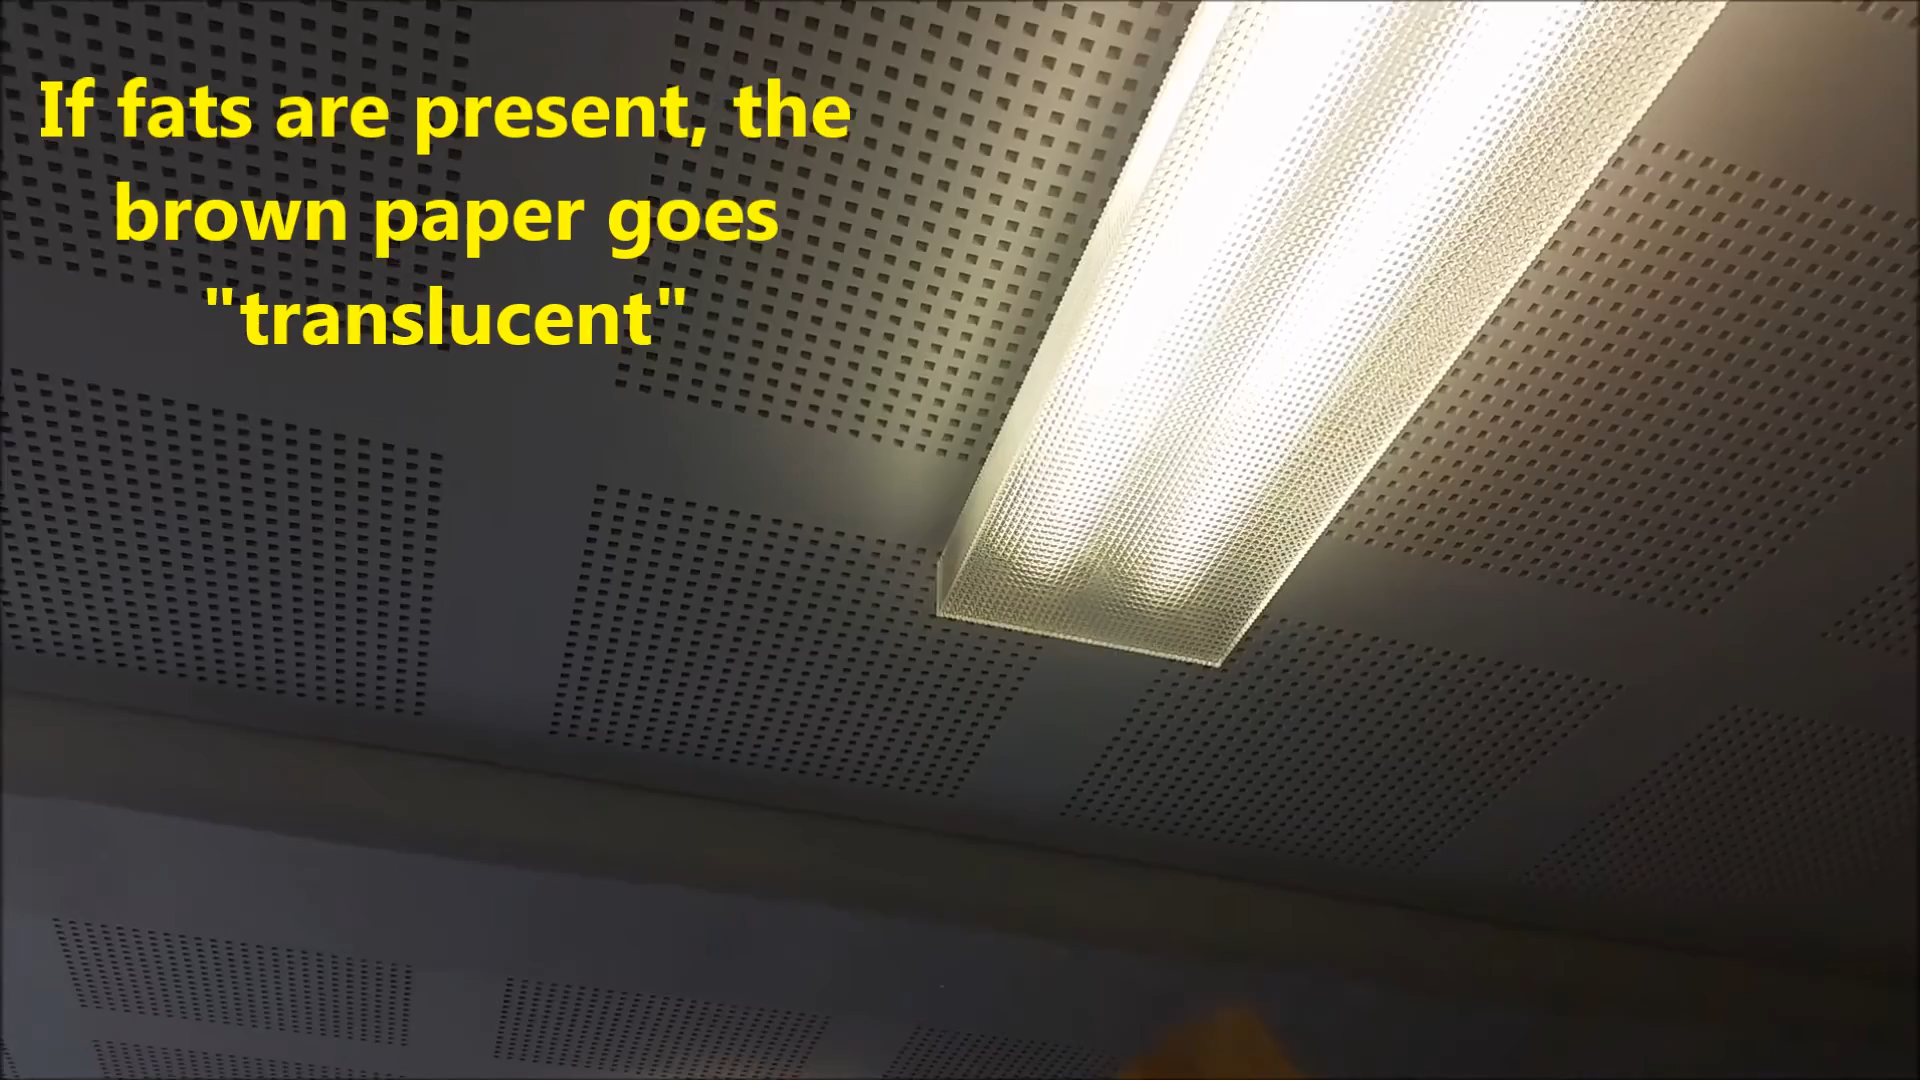 If fats are present, the
brown paper goes
"translucent"